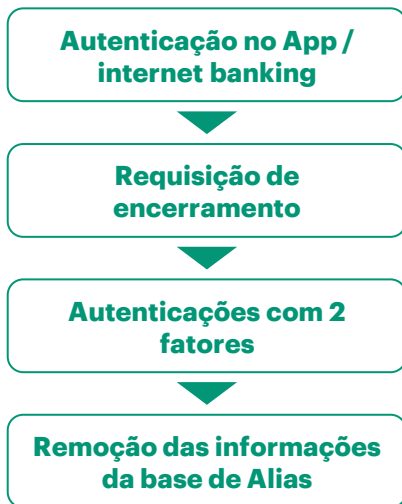 Autenticação no App /
internet banking
Requisição de
encerramento
Autenticações com 2
fatores
Remoção das informações
da base de Alias